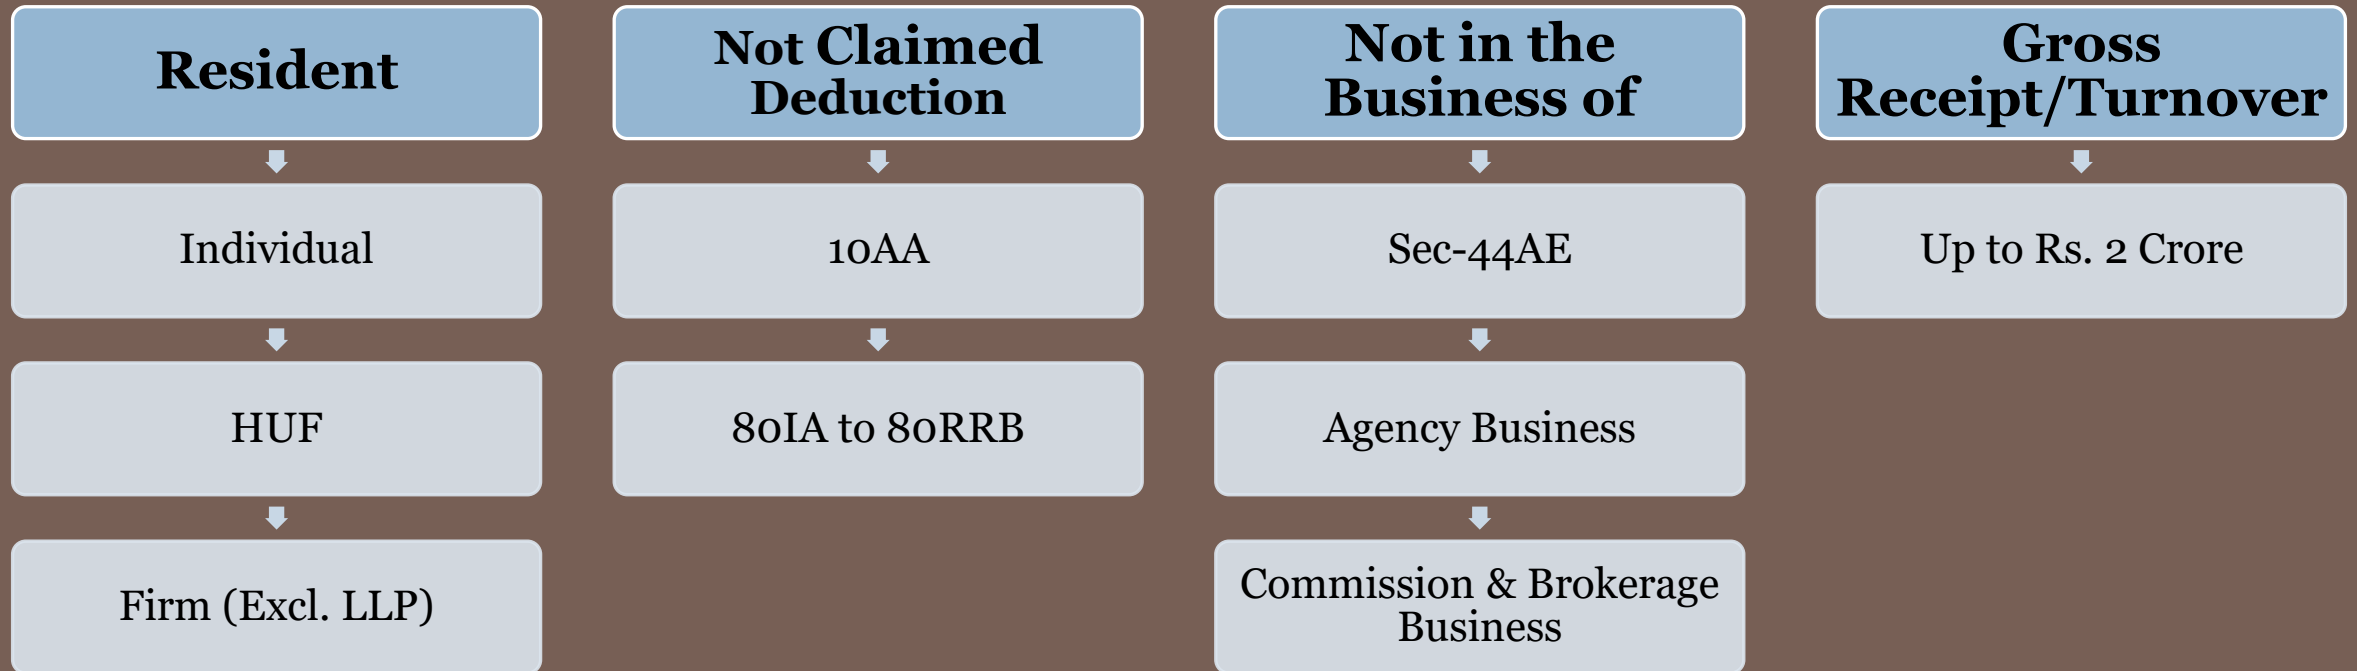 Resident
Individual
HUF
Firm (Excl. LLP)
Not Claimed
Deduction
10AA
80IA to 80RRB
Not in the
Business of
Sec-44AE
Agency Business
Commission & Brokerage
Business
Gross
Receipt/Turnover
Up to Rs. 2 Crore